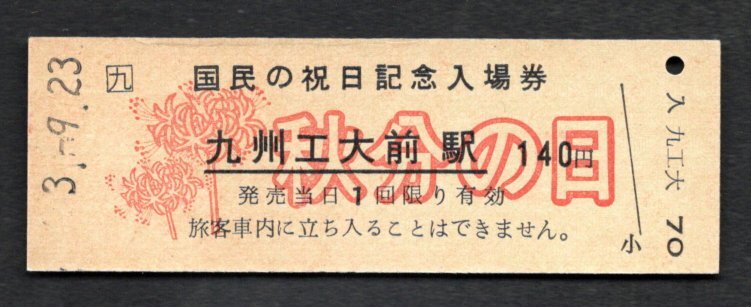 3.-9.23
九
国民の祝日記念入場券
秋分の日
九州工大前駅 140円
発売当日1回限り有効
旅客車内に立ち入ることはできません。
小
入 九工大 70